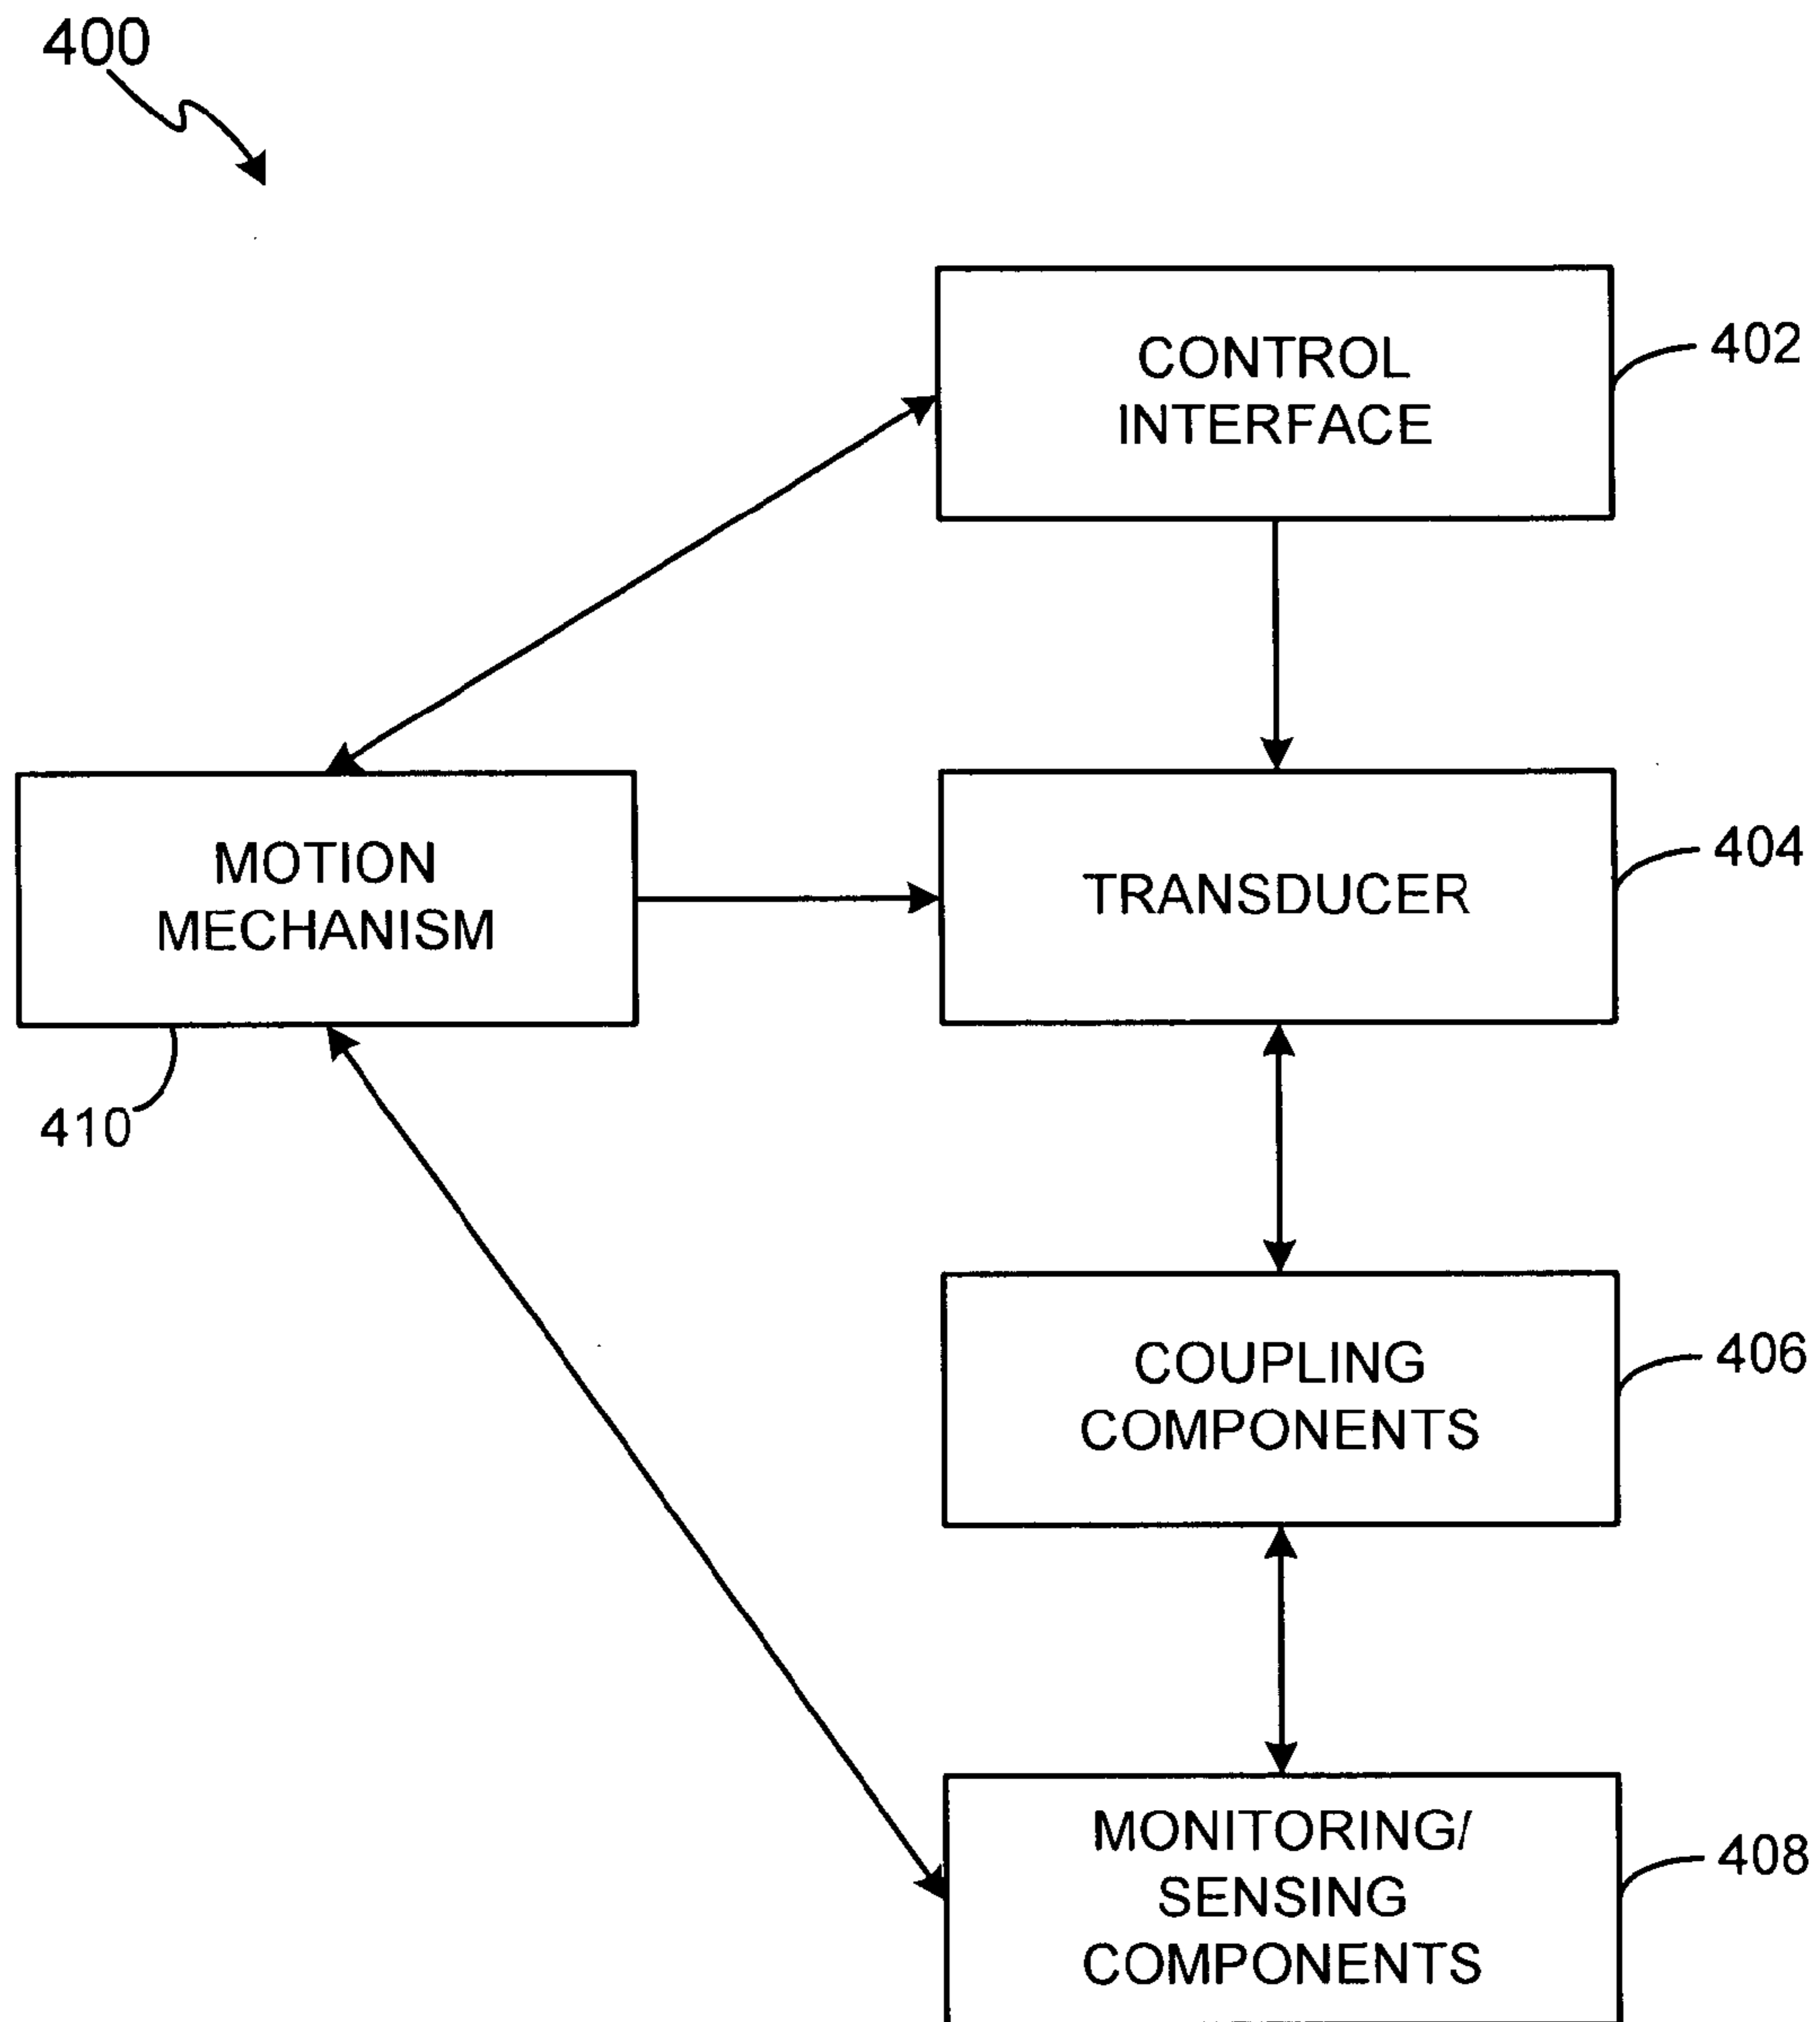 400
CONTROL
INTERFACE
402
MOTION
MECHANISM
410
TRANSDUCER
404
COUPLING
COMPONENTS
406
MONITORING/
SENSING
COMPONENTS
408